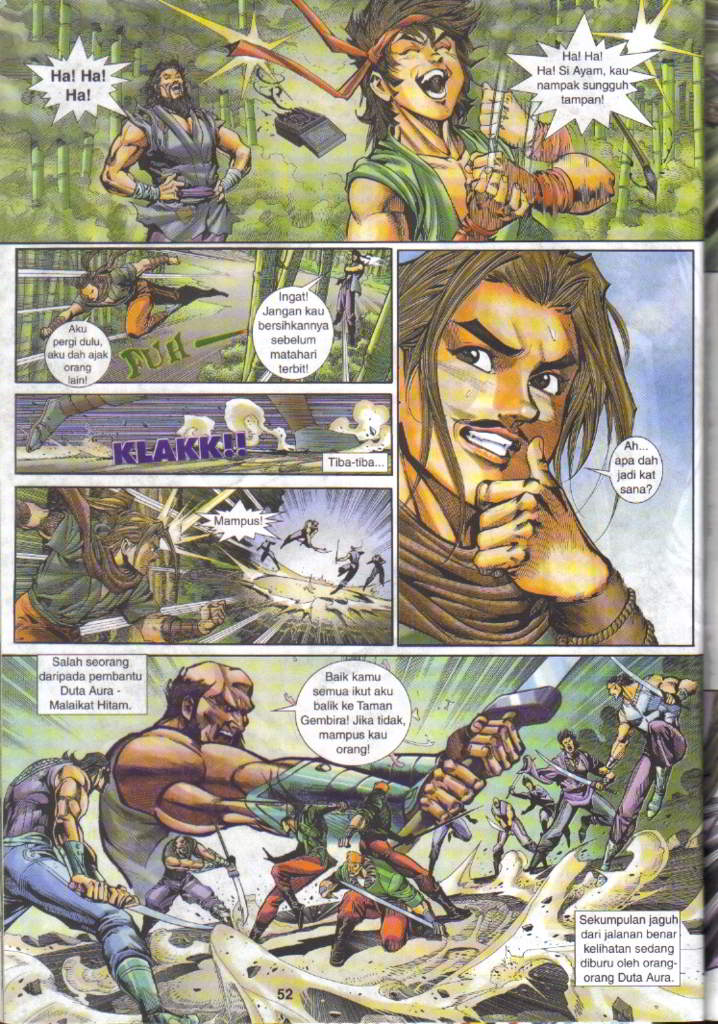 Ha! Ha!
Ha!
Ha! Ha!
Ha! Si Ayam, kau
nampak sungguh
tampan!
Aku
pergi dulu,
aku dah ajak
orang
lain!
FUH
Ingat!
Jangan kau
bersihkannya
sebelum
matahari
terbit!
KLAKK!!
Tiba-tiba...
Mampus!
Ah...
apa dah
jadi kat
sana?
Salah seorang
daripada pembantu
Duta Aura -
Malaikat Hitam.
Baik kamu
semua ikut aku
balik ke Taman
Gembira! Jika tidak,
mampus kau
orang!
Sekumpulan jaguh
dari jalanan benar
kelihatan sedang
diburu oleh orang-
orang Duta Aura.
52